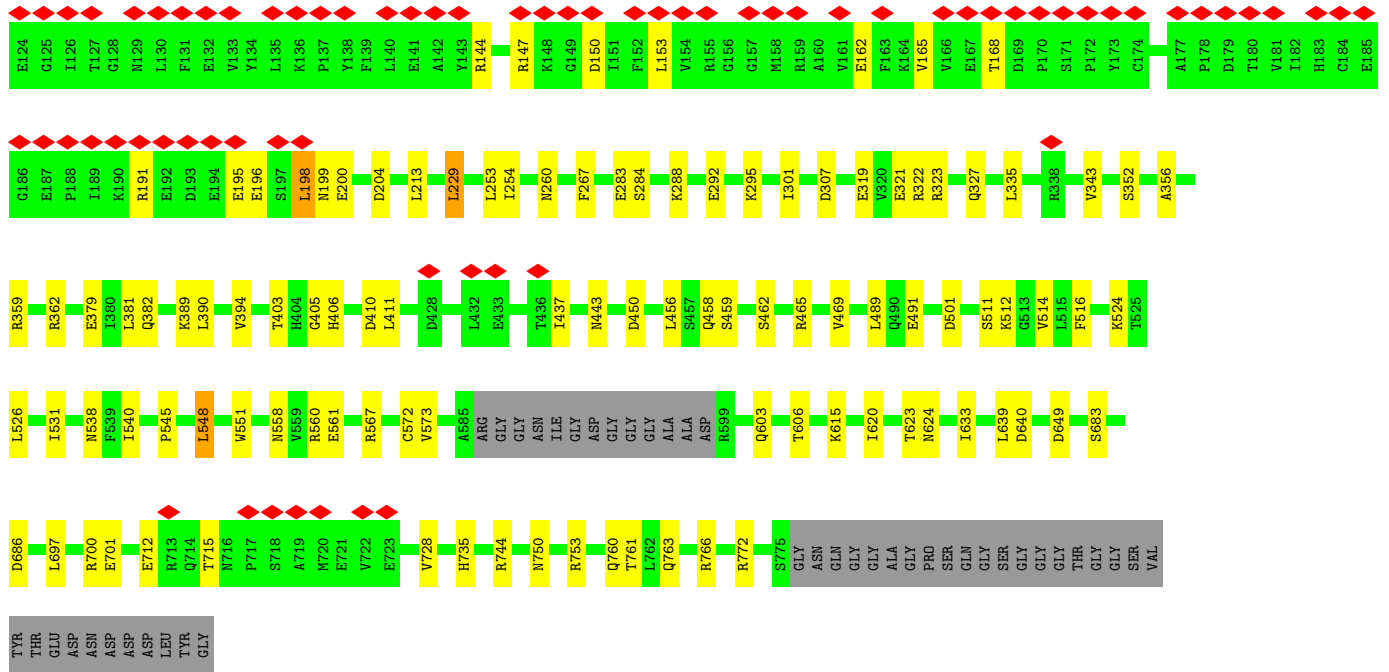 E124 G125 I126 T127 G128 N129 L130 F131 E132 V133 Y134 L135 K136 P137 Y138 F139 L140 E141 A142 Y143 R144 R147 K148 G149 D150 I151 F152 L153 V154 R155 G156 G157 M158 R159 A160 V161 E162 F163 K164 V165 V166 E167 T168 D169 P170 S171 P172 Y173 C174 A177 P178 D179 T180 V181 I182 H183 C184 E185
G186 E187 P188 I189 K190 R191 E192 D193 E194 E195 E196 S197 L198 N199 E200 D204 L213 L229 L253 I254 N260 F267 E283 S284 K288 E292 K295 I301 D307 E319 V320 E321 R322 R323 Q327 L335 R338 V343 S352 A356
R359 R362 E379 I380 L381 Q382 K389 L390 V394 T403 H404 G405 H406 D410 L411 D428 L432 E433 T436 I437 N443 D450 L456 S457 Q458 S459 S462 R465 V469 L489 Q490 E491 D501 S511 K512 G513 V514 L515 F516 K524 T525
L526 I531 N538 F539 I540 P545 L548 W551 N558 V559 R560 E561 R567 C572 V573 A585 ARG GLY GLY ASN ILE GLY ASP GLY GLY GLY ALA ALA ASP R599 Q603 T606 K615 I620 T623 N624 I633 L639 D640 D649 S683
D686 L697 R700 E701 E712 R713 Q714 T715 N716 P717 S718 A719 M720 E721 V722 E723 V728 H735 R744 N750 R753 Q760 T761 L762 Q763 R766 R772 S775 GLY ASN GLN GLY GLY GLY ALA GLY PRO SER GLN GLY SER GLY GLY GLY THR GLY GLY SER VAL
TYR THR GLU ASP ASN ASP ASP ASP LEU TYR GLY